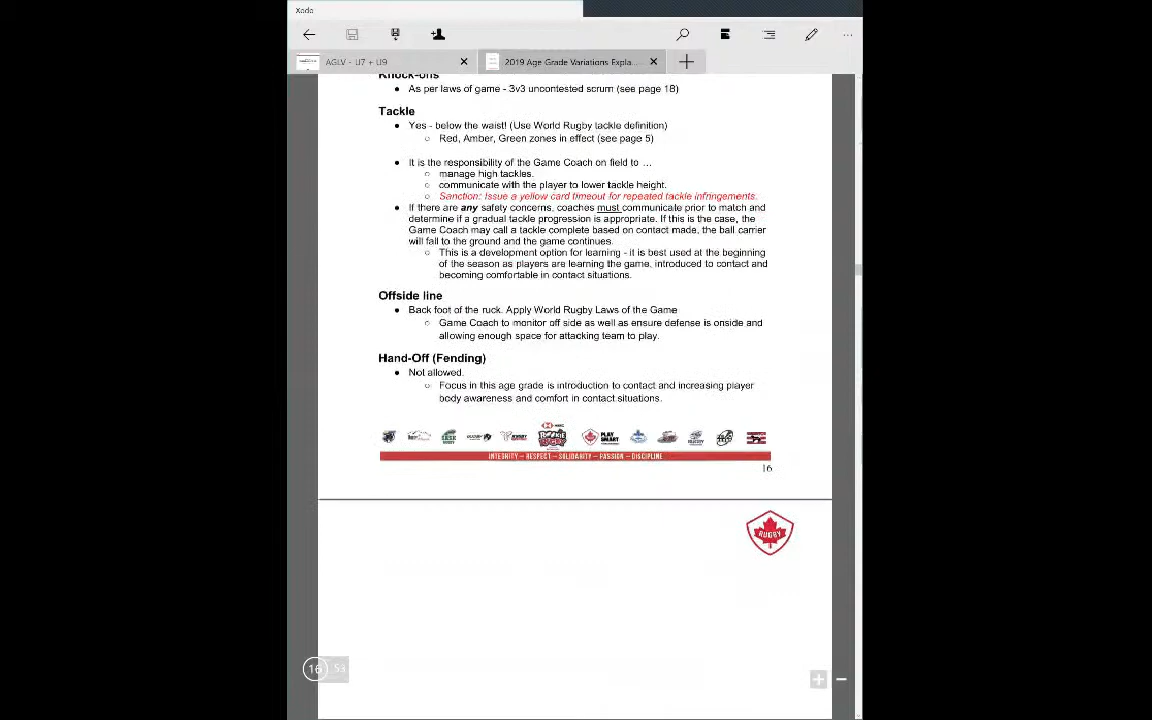 Xodo
AGLV - U7 + U9
2019 Age Grade Variations Expla...
Knock-ons
As per laws of game - 3v3 uncontested scrum (see page 18)
Tackle
Yes - below the waist! (Use World Rugby tackle definition)
Red, Amber, Green zones in effect (see page 5)
It is the responsibility of the Game Coach on field to ...
manage high tackles.
communicate with the player to lower tackle height.
Sanction: Issue a yellow card timeout for repeated tackle infringements.
If there are any safety concerns, coaches must communicate prior to match and
determine if a gradual tackle progression is appropriate. If this is the case, the
Game Coach may call a tackle complete based on contact made, the ball carrier
will fall to the ground and the game continues.
This is a development option for learning - it is best used at the beginning
of the season as players are learning the game, introduced to contact and
becoming comfortable in contact situations.
Offside line
Back foot of the ruck. Apply World Rugby Laws of the Game
Game Coach to monitor off side as well as ensure defense is onside and
allowing enough space for attacking team to play.
Hand-Off (Fending)
Not allowed.
Focus in this age grade is introduction to contact and increasing player
body awareness and comfort in contact situations.
ROOKIE RUGBY
PLAY SMART
INTEGRITY – RESPECT – SOLIDARITY – PASSION – DISCIPLINE
16
RUGBY
16 53